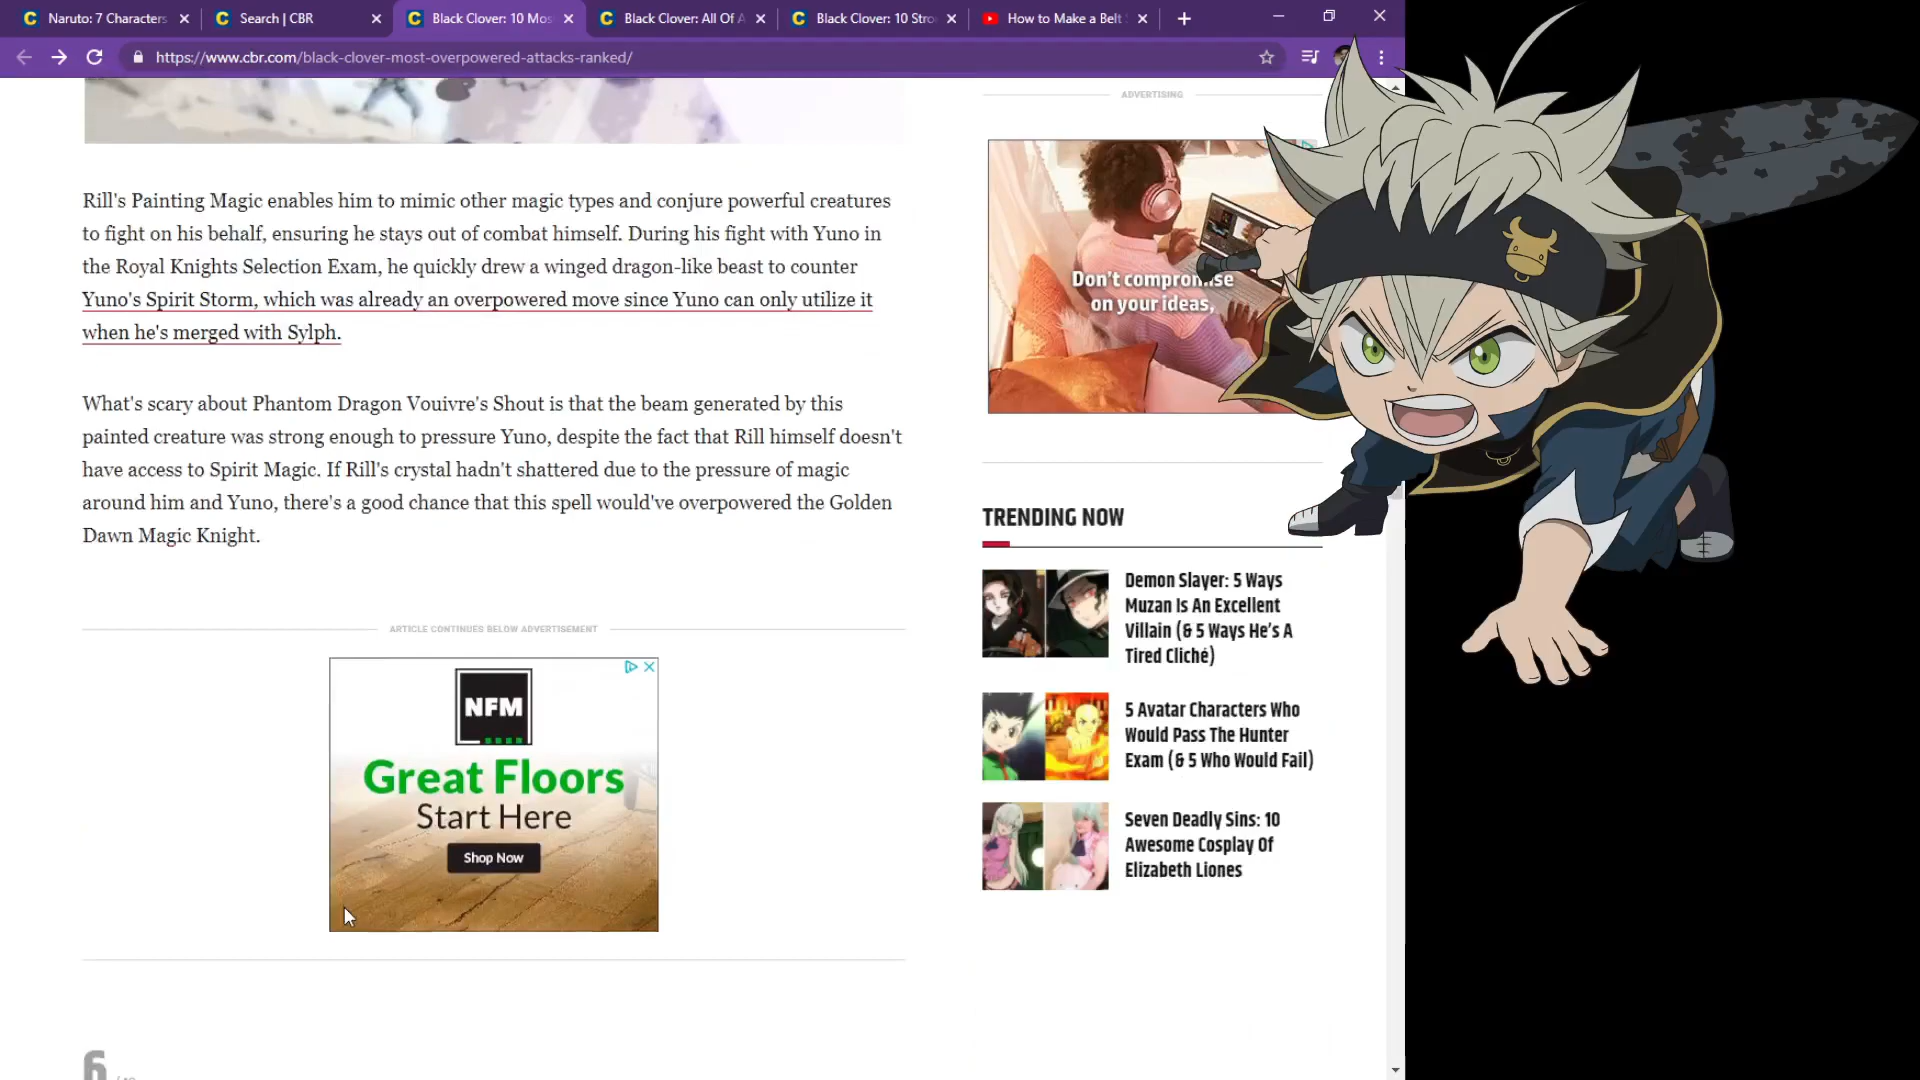 Naruto: 7 Characters
Search | CBR
Black Clover: 10 Mos
Black Clover: All Of A
Black Clover: 10 Stro
How to Make a Belt
https://www.cbr.com/black-clover-most-overpowered-attacks-ranked/
Rill's Painting Magic enables him to mimic other magic types and conjure powerful creatures
to fight on his behalf, ensuring he stays out of combat himself. During his fight with Yuno in
the Royal Knights Selection Exam, he quickly drew a winged dragon-like beast to counter
Yuno's Spirit Storm, which was already an overpowered move since Yuno can only utilize it
when he's merged with Sylph.
What's scary about Phantom Dragon Vouivre's Shout is that the beam generated by this
painted creature was strong enough to pressure Yuno, despite the fact that Rill himself doesn't
have access to Spirit Magic. If Rill's crystal hadn't shattered due to the pressure of magic
around him and Yuno, there's a good chance that this spell would've overpowered the Golden
Dawn Magic Knight.
ARTICLE CONTINUES BELOW ADVERTISEMENT
NFM
Great Floors
Start Here
Shop Now
6
ADVERTISING
Don't compromise
on your ideas,
TRENDING NOW
Demon Slayer: 5 Ways
Muzan Is An Excellent
Villain (& 5 Ways He's A
Tired Cliché)
5 Avatar Characters Who
Would Pass The Hunter
Exam (& 5 Who Would Fail)
Seven Deadly Sins: 10
Awesome Cosplay Of
Elizabeth Liones